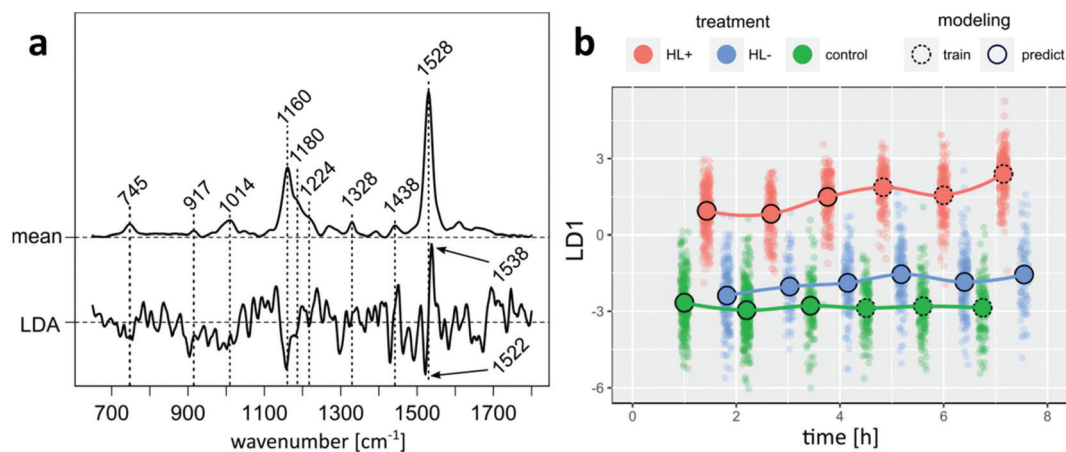 a
1528
1160
1180
1224
745
917
1014
1328
1438
mean
1538
LDA
1522
700 900 1100 1300 1500 1700
wavenumber [cm⁻¹]
b
treatment modeling
HL+ HL- control train predict
3
0
-3
-6
LD1
0 2 4 6 8
time [h]